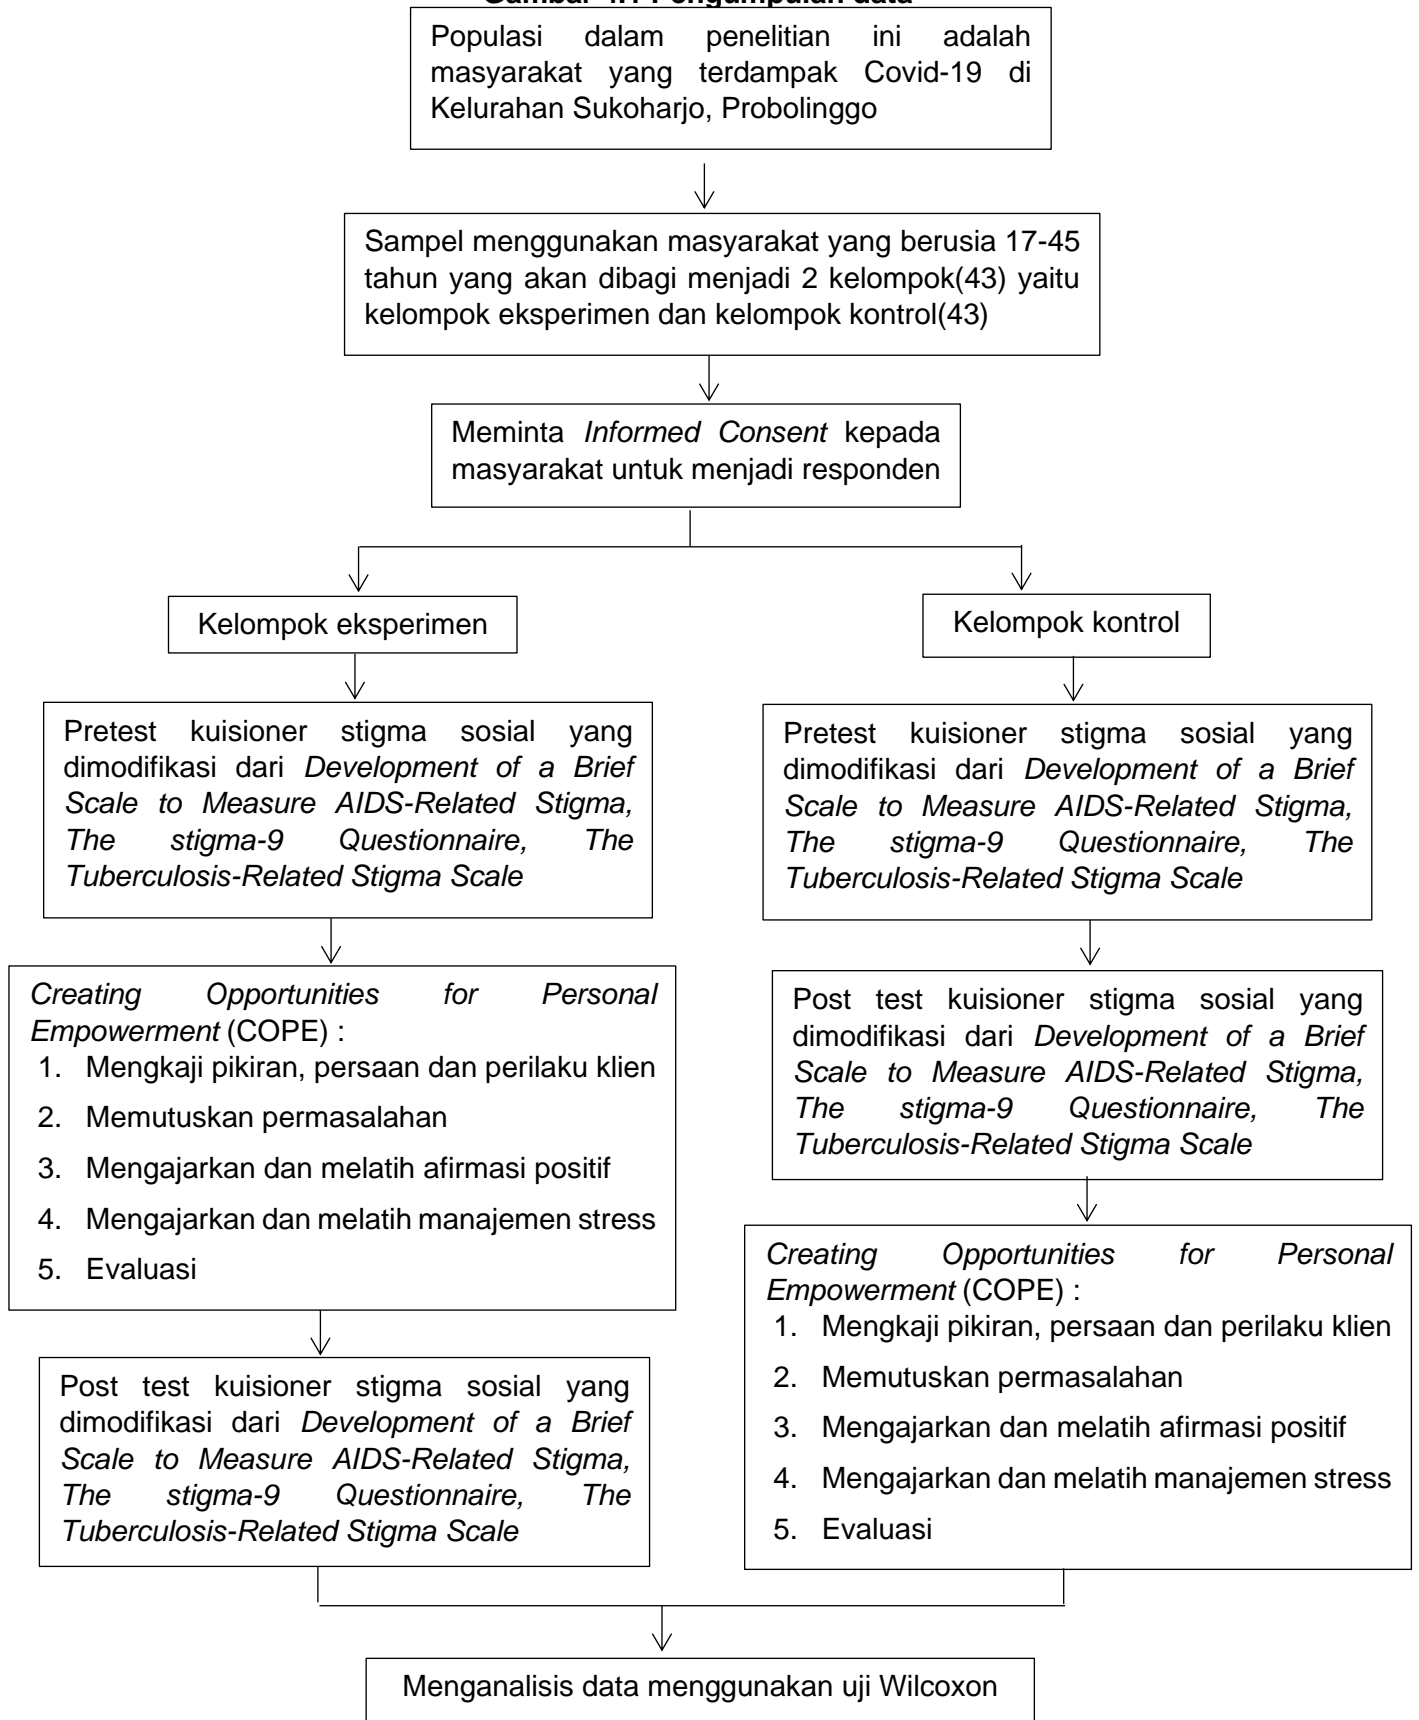 Gambar 4.1 Pengumpulan data
Populasi dalam penelitian ini adalah
masyarakat yang terdampak Covid-19 di
Kelurahan Sukoharjo, Probolinggo
Sampel menggunakan masyarakat yang berusia 17-45
tahun yang akan dibagi menjadi 2 kelompok(43) yaitu
kelompok eksperimen dan kelompok kontrol(43)
Meminta Informed Consent kepada
masyarakat untuk menjadi responden
Kelompok eksperimen
Pretest kuisioner stigma sosial yang
dimodifikasi dari Development of a Brief
Scale to Measure AIDS-Related Stigma,
The stigma-9 Questionnaire, The
Tuberculosis-Related Stigma Scale
Creating Opportunities for Personal
Empowerment (COPE) :
1. Mengkaji pikiran, persaan dan perilaku klien
2. Memutuskan permasalahan
3. Mengajarkan dan melatih afirmasi positif
4. Mengajarkan dan melatih manajemen stress
5. Evaluasi
Post test kuisioner stigma sosial yang
dimodifikasi dari Development of a Brief
Scale to Measure AIDS-Related Stigma,
The stigma-9 Questionnaire, The
Tuberculosis-Related Stigma Scale
Kelompok kontrol
Pretest kuisioner stigma sosial yang
dimodifikasi dari Development of a Brief
Scale to Measure AIDS-Related Stigma,
The stigma-9 Questionnaire, The
Tuberculosis-Related Stigma Scale
Post test kuisioner stigma sosial yang
dimodifikasi dari Development of a Brief
Scale to Measure AIDS-Related Stigma,
The stigma-9 Questionnaire, The
Tuberculosis-Related Stigma Scale
Creating Opportunities for Personal
Empowerment (COPE) :
1. Mengkaji pikiran, persaan dan perilaku klien
2. Memutuskan permasalahan
3. Mengajarkan dan melatih afirmasi positif
4. Mengajarkan dan melatih manajemen stress
5. Evaluasi
Menganalisis data menggunakan uji Wilcoxon